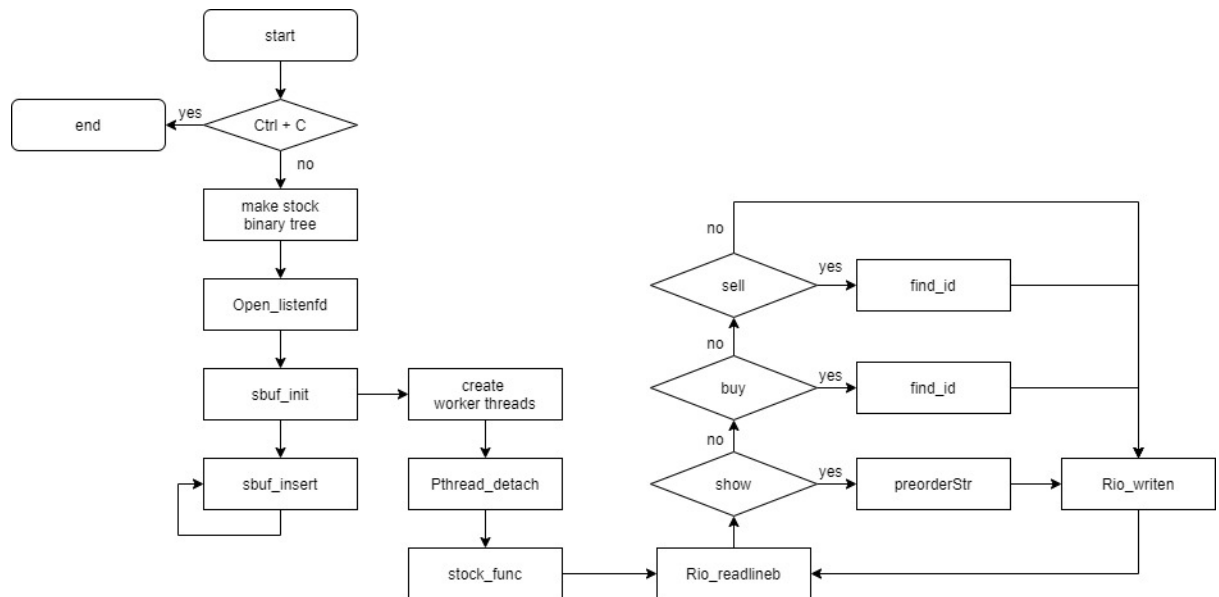 start
yes
end
Ctrl + C
no
make stock
binary tree
Open_listenfd
sbuf_init
create
worker threads
sbuf_insert
Pthread_detach
stock_func
Rio_readlineb
show
yes
preorderStr
Rio_writen
no
buy
yes
find_id
no
sell
yes
find_id
no